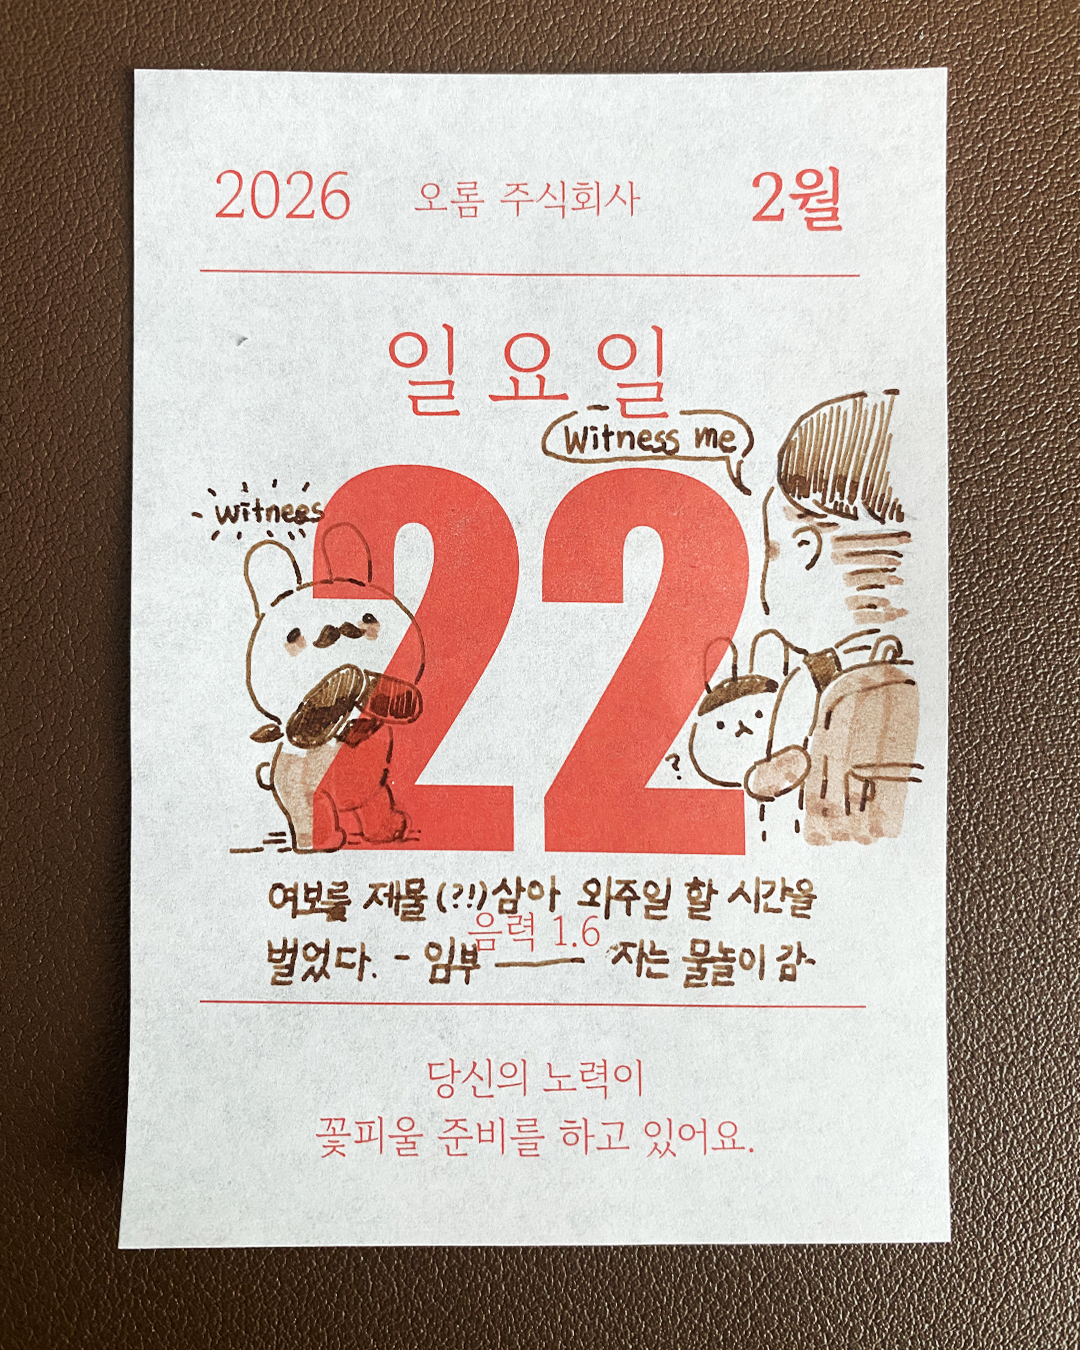 2026 오롬 주식회사 2월
일요일
Witness me
witness
22
?
여보를 제물(?!)삼아 외주일 할 시간을
음력 1.6
벌었다. - 임부 자는 물놀이 감-
당신의 노력이
꽃피울 준비를 하고 있어요.